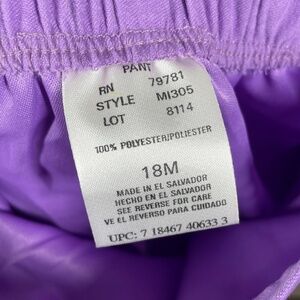 PANT
RN 79781
STYLE MI305
LOT 8114
100% POLYESTER/POLIESTER
18M
MADE IN EL SALVADOR
HECHO EN EL SALVADOR
SEE REVERSE FOR CARE
VE EL REVERSO PARA CUIDADO
UPC: 7 18467 40633 3